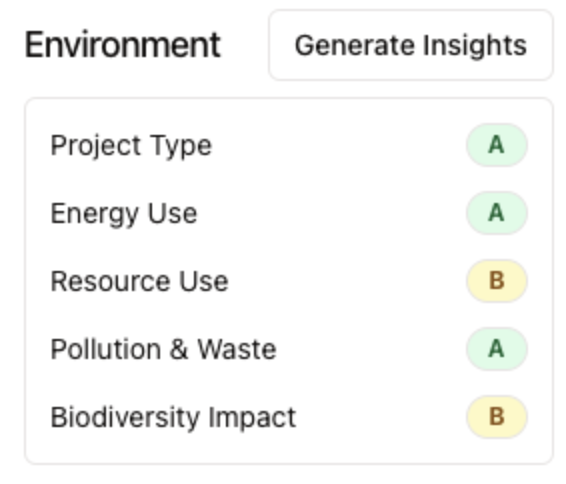 Environment
Generate Insights
Project Type A
Energy Use A
Resource Use B
Pollution & Waste A
Biodiversity Impact B